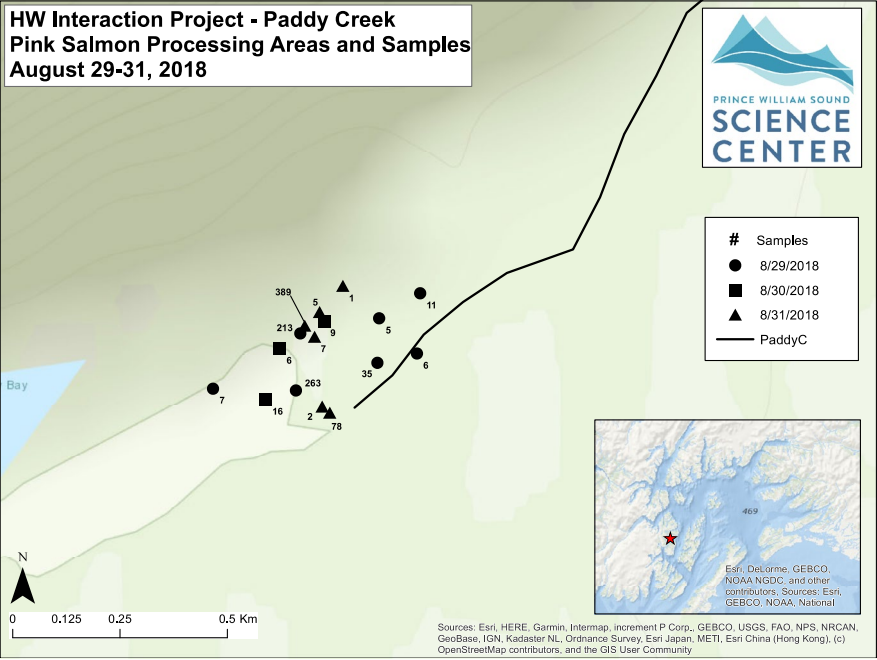 HW Interaction Project - Paddy Creek
Pink Salmon Processing Areas and Samples
August 29-31, 2018
PRINCE WILLIAM SOUND
SCIENCE
CENTER
# Samples
8/29/2018
8/30/2018
8/31/2018
PaddyC
389
5
1
11
213
9
5
7
6
6
35
263
7
16
2
78
Bay
N
0 0.125 0.25 0.5 Km
469
Esri, DeLorme, GEBCO,
NOAA NGDC, and other
contributors, Sources: Esri,
GEBCO, NOAA, National
Sources: Esri, HERE, Garmin, Intermap, increment P Corp., GEBCO, USGS, FAO, NPS, NRCAN,
GeoBase, IGN, Kadaster NL, Ordnance Survey, Esri Japan, METI, Esri China (Hong Kong), (c)
OpenStreetMap contributors, and the GIS User Community